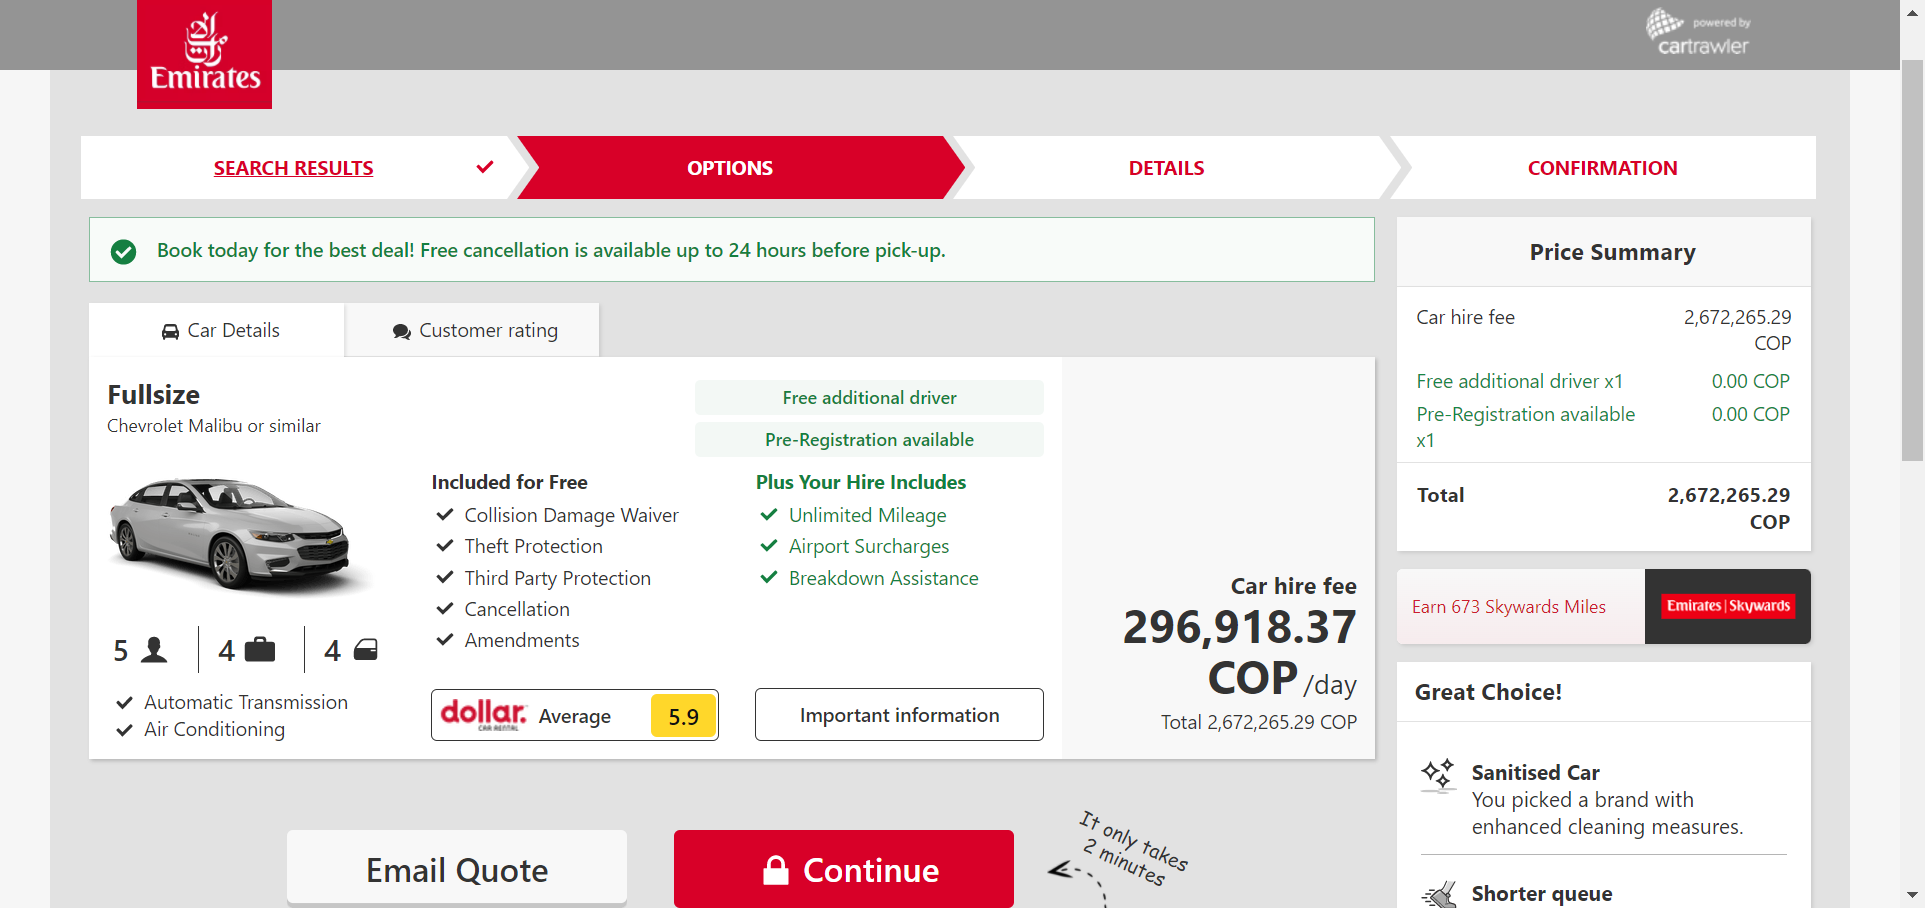 Emirates
powered by
cartrawler
SEARCH RESULTS
OPTIONS
DETAILS
CONFIRMATION
Book today for the best deal! Free cancellation is available up to 24 hours before pick-up.
Car Details
Customer rating
Fullsize
Chevrolet Malibu or similar
5
4
4
Automatic Transmission
Air Conditioning
Free additional driver
Pre-Registration available
Included for Free
Collision Damage Waiver
Theft Protection
Third Party Protection
Cancellation
Amendments
Plus Your Hire Includes
Unlimited Mileage
Airport Surcharges
Breakdown Assistance
dollar.
CAR RENTAL
Average
5.9
Important information
Car hire fee
296,918.37
COP /day
Total 2,672,265.29 COP
Email Quote
Continue
It only takes
2 minutes
Price Summary
Car hire fee 2,672,265.29
COP
Free additional driver x1 0.00 COP
Pre-Registration available 0.00 COP
x1
Total 2,672,265.29
COP
Earn 673 Skywards Miles
Emirates | Skywards
Great Choice!
Sanitised Car
You picked a brand with
enhanced cleaning measures.
Shorter queue